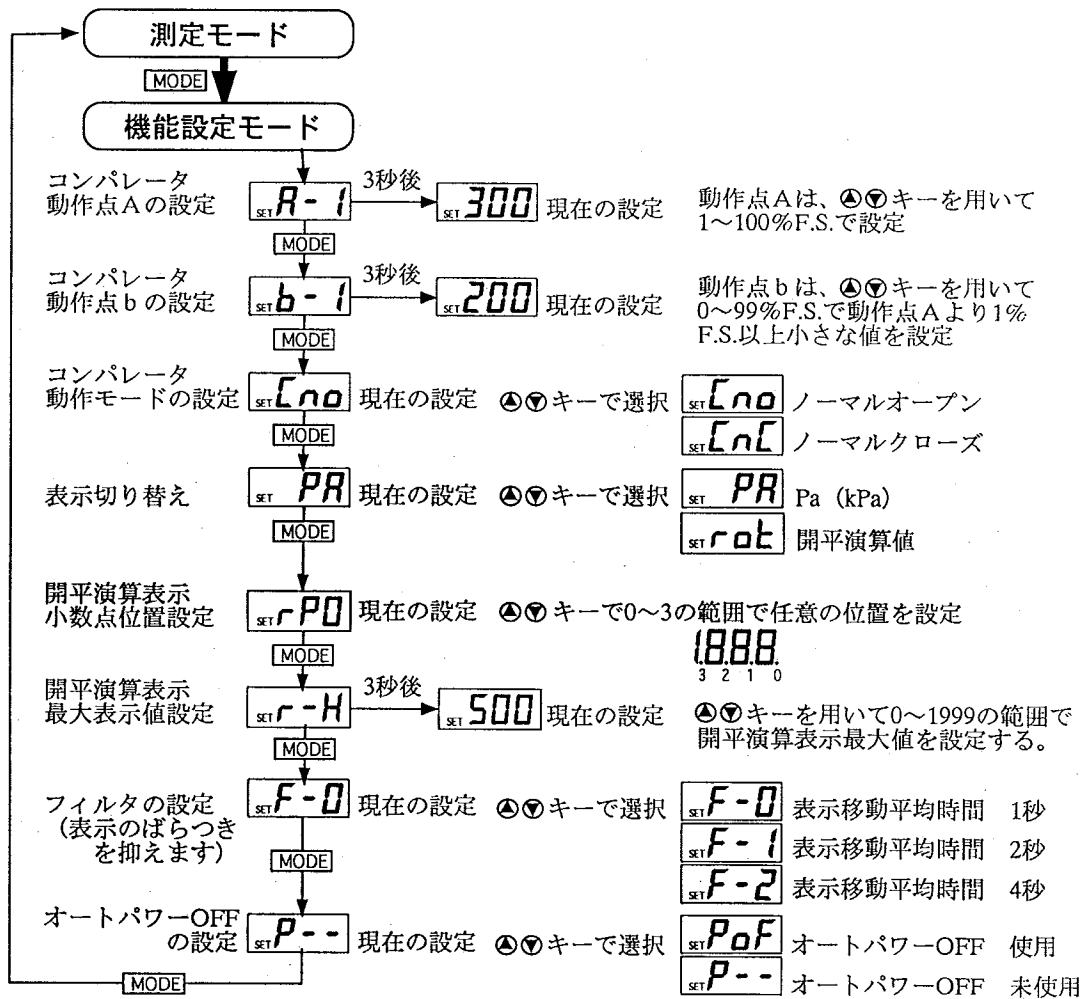 測定モード
MODE
機能設定モード
コンパレータ
動作点Aの設定
SET A-1
3秒後
SET 300 現在の設定
動作点Aは、▲▼キーを用いて
1～100%F.S.で設定
MODE
コンパレータ
動作点bの設定
SET b-1
3秒後
SET 200 現在の設定
動作点bは、▲▼キーを用いて
0～99%F.S.で動作点Aより1%
F.S.以上小さな値を設定
MODE
コンパレータ
動作モードの設定
SET Cno 現在の設定 ▲▼キーで選択 SET Cno ノーマルオープン
SET CnC ノーマルクローズ
MODE
表示切り替え SET PA 現在の設定 ▲▼キーで選択 SET PA Pa (kPa)
SET rot 開平演算値
MODE
開平演算表示
小数点位置設定
SET rP0 現在の設定 ▲▼キーで0～3の範囲で任意の位置を設定
1.8.8.8.
3 2 1 0
MODE
開平演算表示
最大表示値設定
SET r-H
3秒後
SET 500 現在の設定
▲▼キーを用いて0～1999の範囲で
開平演算表示最大値を設定する。
MODE
フィルタの設定
（表示のばらつき
を抑えます）
SET F-0 現在の設定 ▲▼キーで選択 SET F-0 表示移動平均時間 1秒
SET F-1 表示移動平均時間 2秒
SET F-2 表示移動平均時間 4秒
MODE
オートパワーOFF
の設定
SET P-- 現在の設定 ▲▼キーで選択 SET PoF オートパワーOFF 使用
SET P-- オートパワーOFF 未使用
MODE